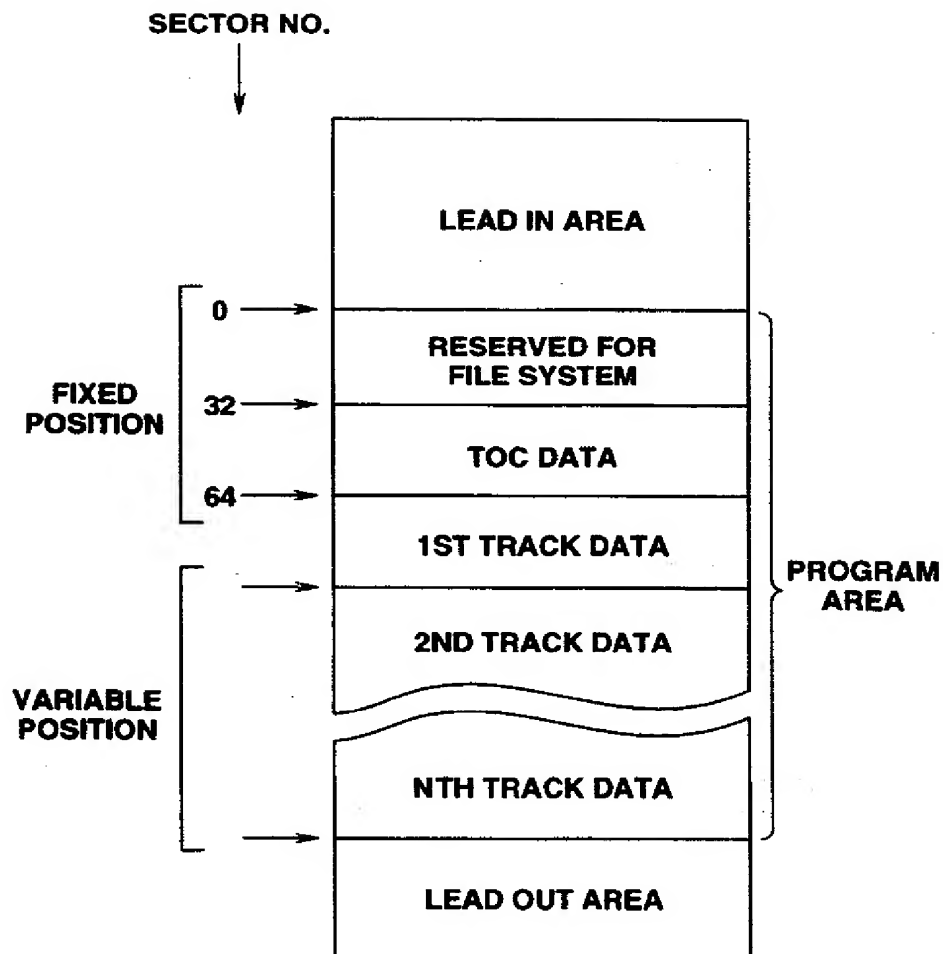 SECTOR NO.
LEAD IN AREA
0
RESERVED FOR
FILE SYSTEM
FIXED
POSITION
32
TOC DATA
64
1ST TRACK DATA
PROGRAM
AREA
2ND TRACK DATA
VARIABLE
POSITION
NTH TRACK DATA
LEAD OUT AREA